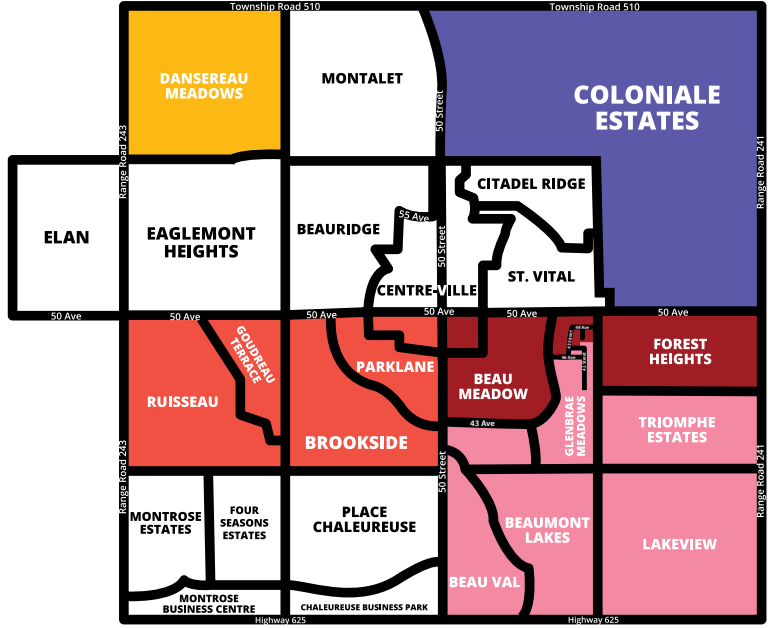 Township Road 510
Township Road 510
DANSEREAU
MEADOWS
MONTALET
COLONIALE
ESTATES
50 Street
Range Road 243
Range Road 241
CITADEL RIDGE
55 Ave
BEAURIDGE
ELAN
EAGLEMONT
HEIGHTS
50 Street
ST. VITAL
CENTRE-VILLE
50 Ave
50 Ave
50 Ave
50 Ave
50 Ave
50 Ave
49 Ave
46 Ave
GOUDREAU
TERRACE
PARKLANE
FOREST
HEIGHTS
BEAU
MEADOW
RUISSEAU
GLENBRAE
MEADOWS
TRIOMPHE
ESTATES
43 Ave
BROOKSIDE
Range Road 243
50 Street
Range Road 241
MONTROSE
ESTATES
FOUR
SEASONS
ESTATES
PLACE
CHALEUREUSE
BEAUMONT
LAKES
LAKEVIEW
BEAU VAL
MONTROSE
BUSINESS CENTRE
CHALEUREUSE BUSINESS PARK
Highway 625
Highway 625